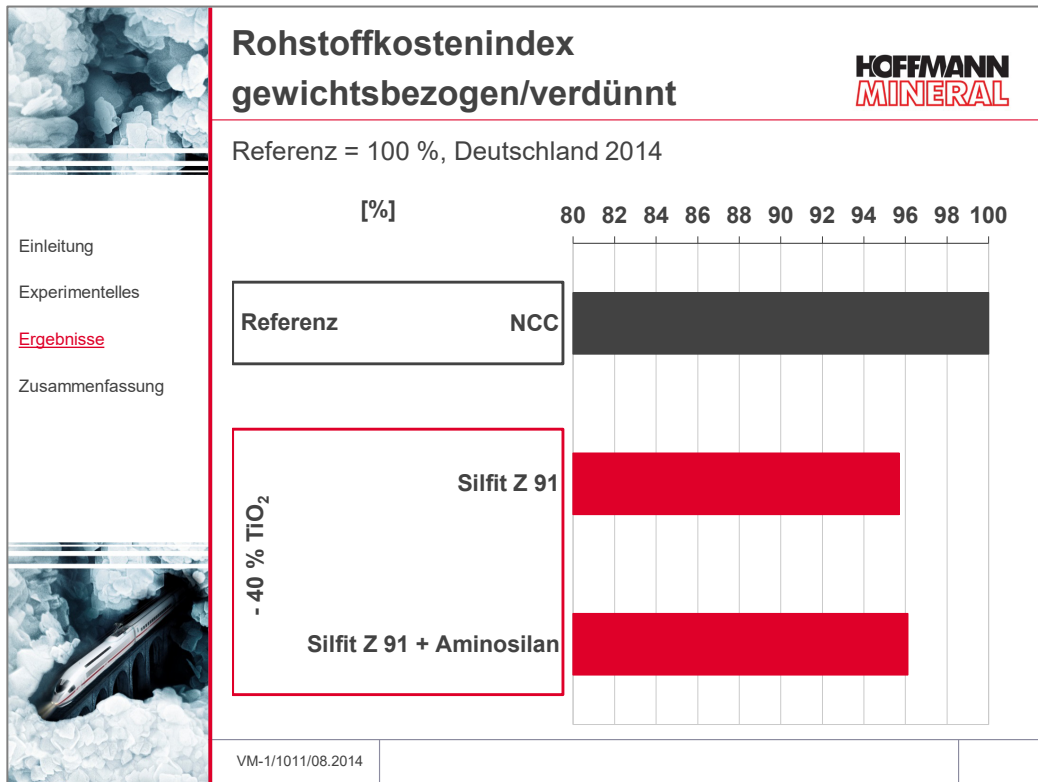 Rohstoffkostenindex
gewichtsbezogen/verdünnt
HOFFMANN
MINERAL
Referenz = 100 %, Deutschland 2014
Einleitung
Experimentelles
Ergebnisse
Zusammenfassung
[%]
80 82 84 86 88 90 92 94 96 98 100
Referenz NCC
- 40 % TiO₂
Silfit Z 91
Silfit Z 91 + Aminosilan
VM-1/1011/08.2014